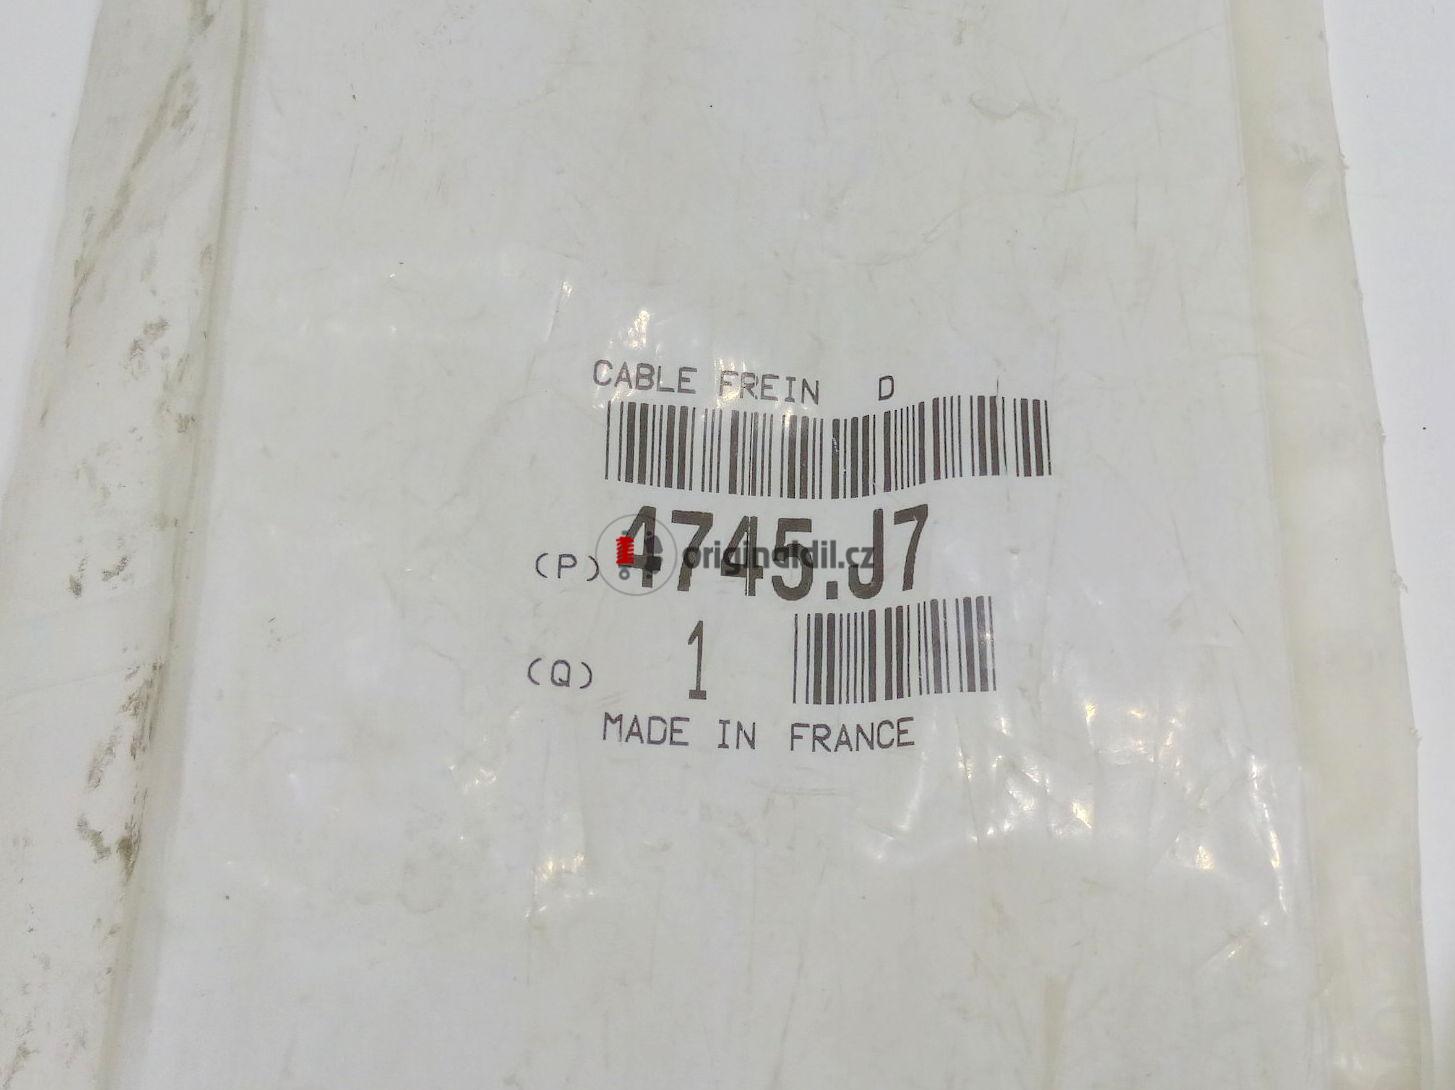 CABLE FREIN D
(P) 4745.J7
originaldil.cz
(Q) 1
MADE IN FRANCE